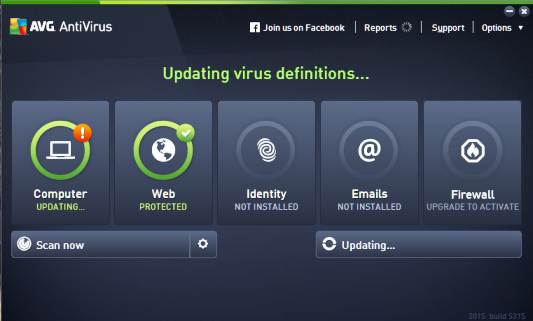 AVG AntiVirus
Join us on Facebook
Reports
Support
Options
Updating virus definitions...
Computer
UPDATING...
Web
PROTECTED
Identity
NOT INSTALLED
Emails
NOT INSTALLED
Firewall
UPGRADE TO ACTIVATE
Scan now
Updating...
2015 build 5315